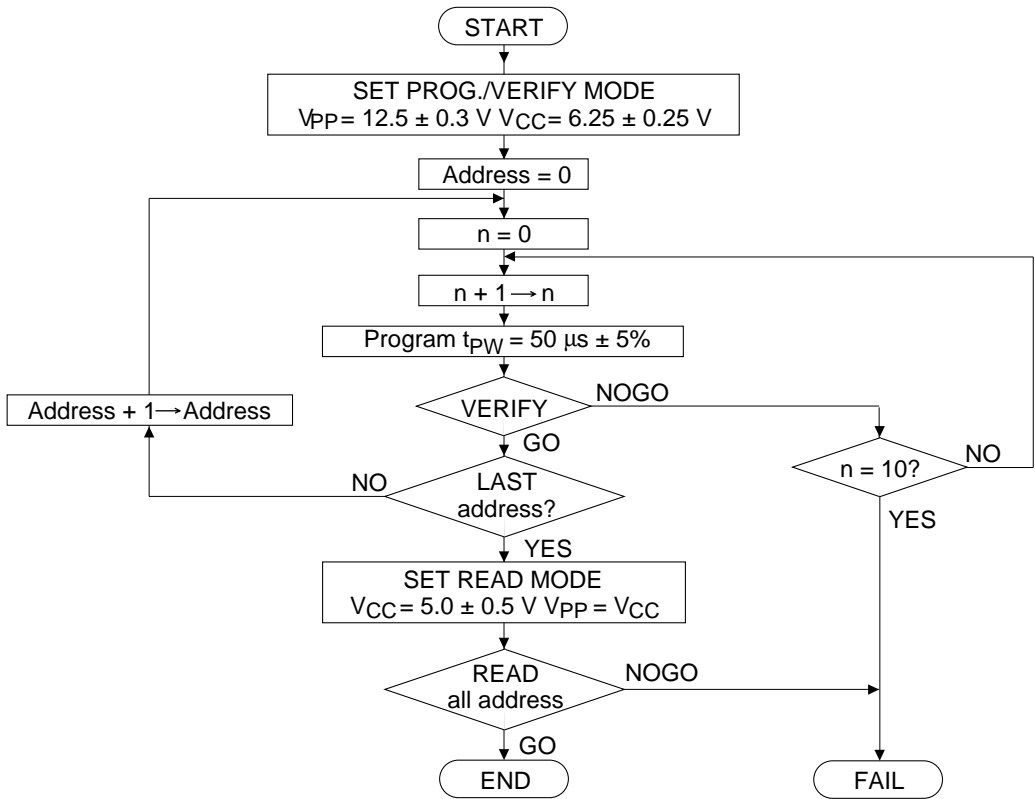 START
SET PROG./VERIFY MODE
VPP = 12.5 ± 0.3 V VCC = 6.25 ± 0.25 V
Address = 0
n = 0
n + 1 → n
Program tPW = 50 μs ± 5%
Address + 1 → Address
VERIFY
NOGO
GO
n = 10?
NO
NO
LAST
address?
YES
YES
SET READ MODE
VCC = 5.0 ± 0.5 V VPP = VCC
READ
all address
NOGO
GO
END
FAIL